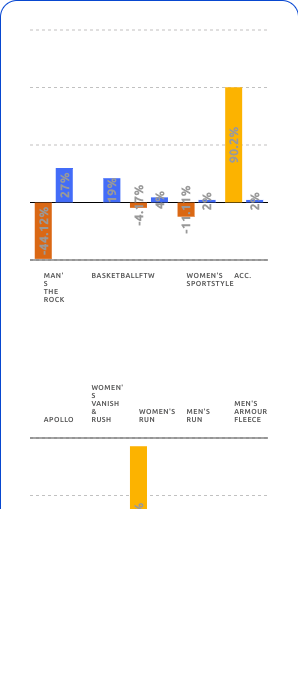 -44.12%
27%
19%
-4.17%
4%
-11.11%
2%
90.2%
2%
MAN'
S
THE
ROCK
BASKETBALL
FTW
WOMEN'S
SPORTSTYLE
ACC.
APOLLO
WOMEN'
S
VANISH
&
RUSH
WOMEN'S
RUN
MEN'S
RUN
MEN'S
ARMOUR
FLEECE
%